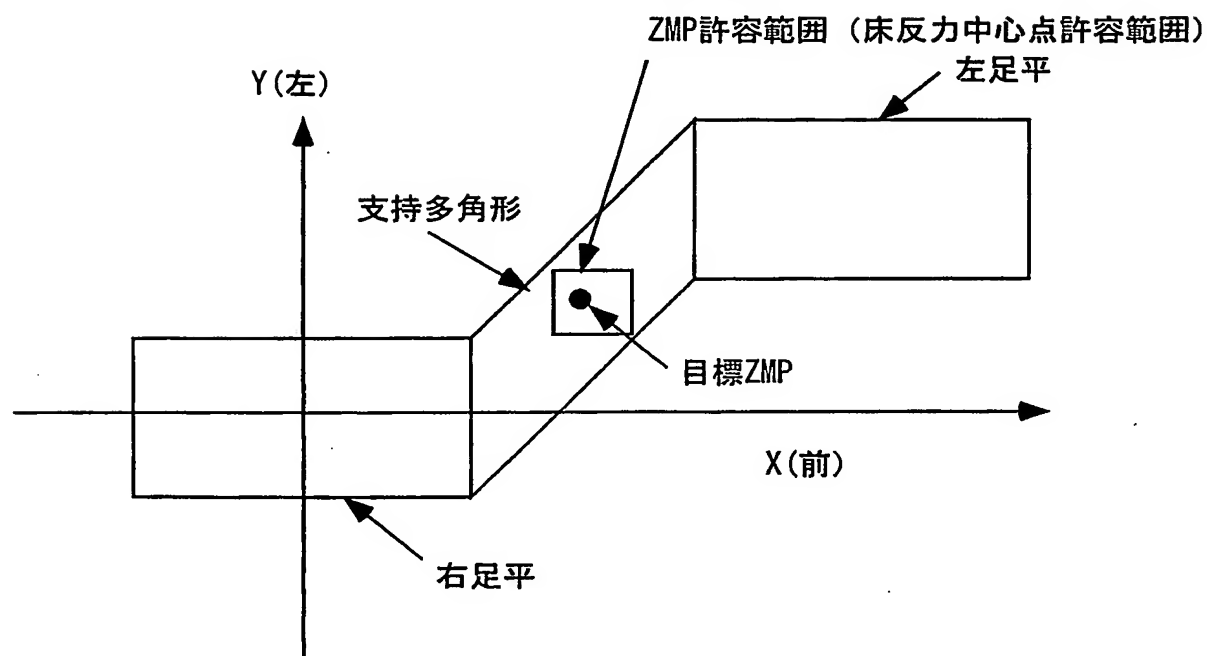 ZMP許容範囲（床反力中心点許容範囲）
左足平
Y(左)
支持多角形
目標ZMP
X(前)
右足平